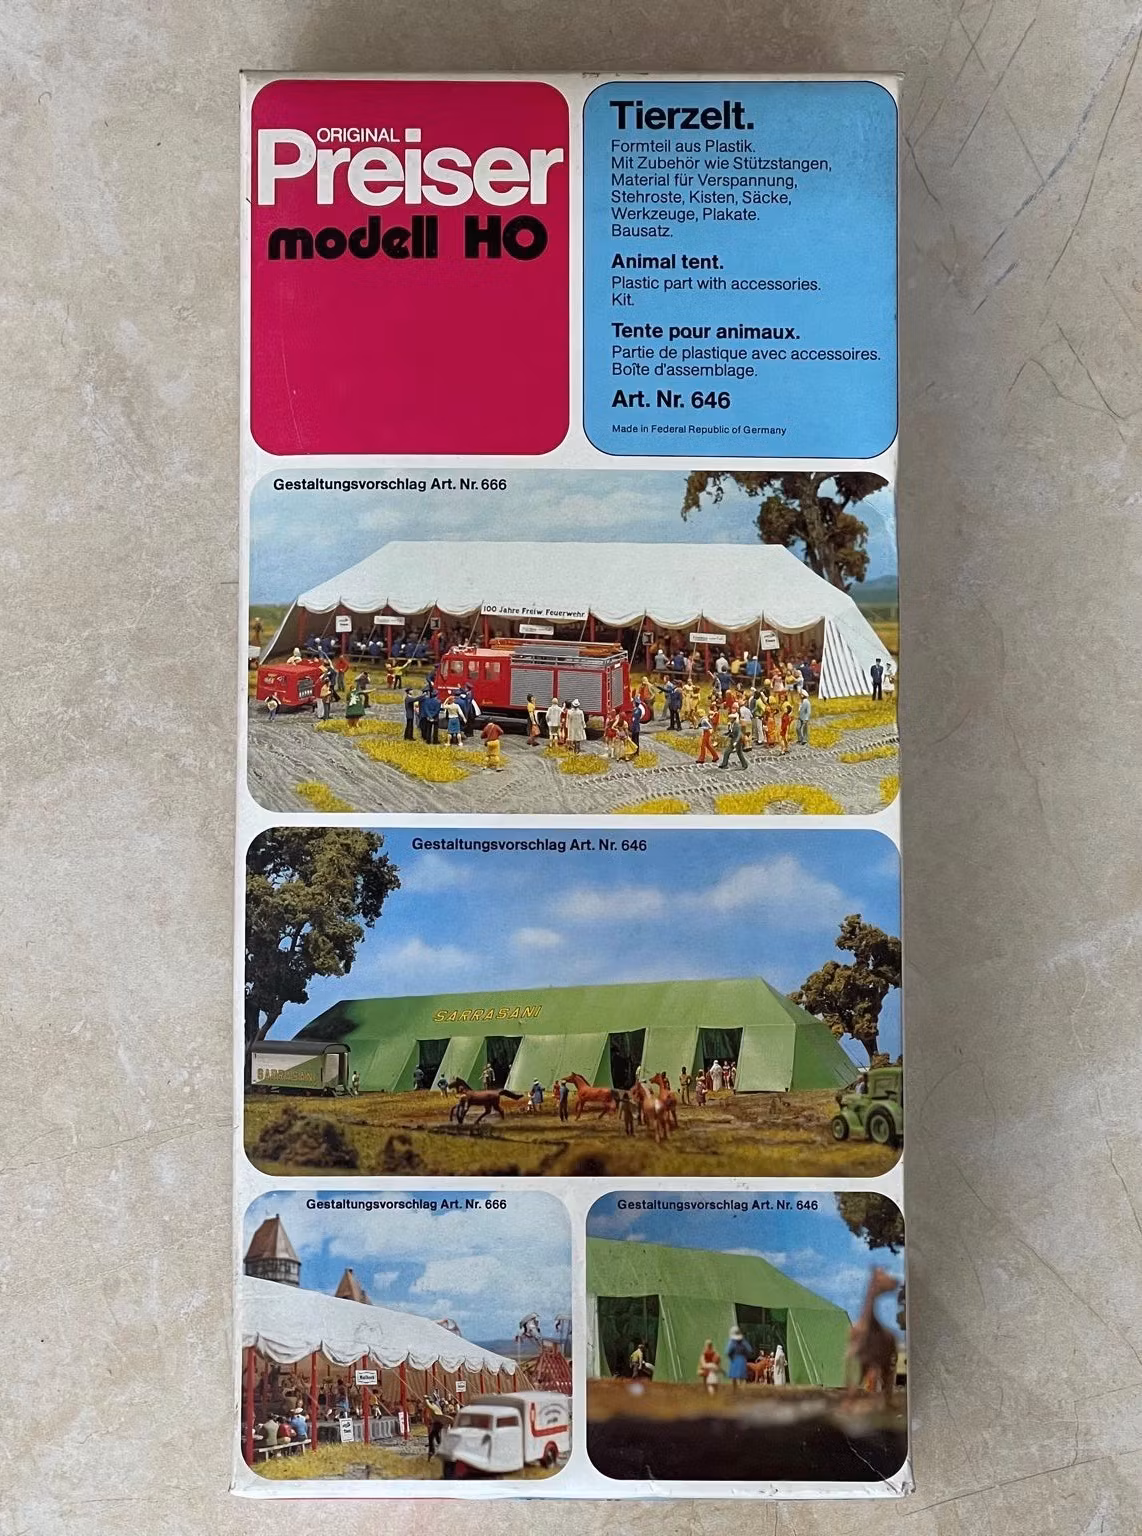 ORIGINAL
Preiser
modell HO
Tierzelt.
Formteil aus Plastik.
Mit Zubehör wie Stützstangen,
Material für Verspannung,
Stehroste, Kisten, Säcke,
Werkzeuge, Plakate.
Bausatz.
Animal tent.
Plastic part with accessories.
Kit.
Tente pour animaux.
Partie de plastique avec accessoires.
Boîte d'assemblage.
Art. Nr. 646
Made in Federal Republic of Germany
Gestaltungsvorschlag Art. Nr. 666
100 Jahre Freiw. Feuerwehr
Gestaltungsvorschlag Art. Nr. 646
SARRASANI
SARRASANI
Gestaltungsvorschlag Art. Nr. 666
Gestaltungsvorschlag Art. Nr. 646